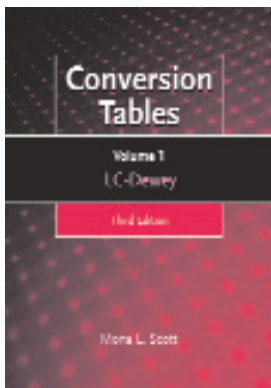 Conversion
Tables
Volume 1
LC-Dewey
Third Edition
Mona L. Scott